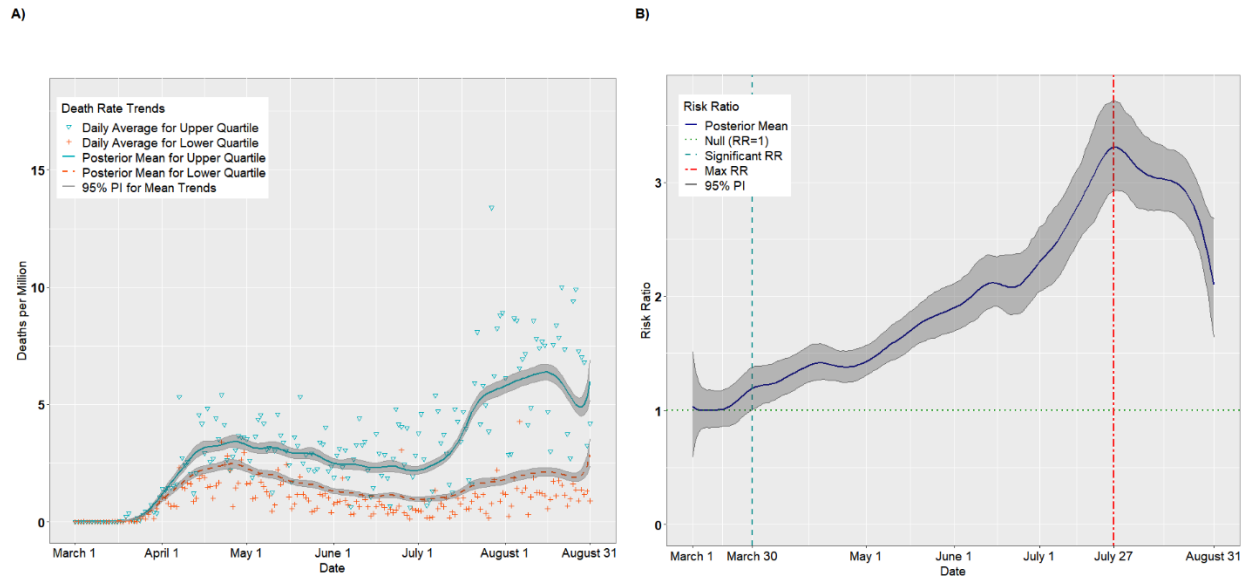 A)
Death Rate Trends
Daily Average for Upper Quartile
Daily Average for Lower Quartile
Posterior Mean for Upper Quartile
Posterior Mean for Lower Quartile
95% PI for Mean Trends
Deaths per Million
15
10
5
0
March 1 April 1 May 1 June 1 July 1 August 1 August 31
Date
B)
Risk Ratio
Posterior Mean
Null (RR=1)
Significant RR
Max RR
95% PI
Risk Ratio
3
2
1
0
March 1 March 30 May 1 June 1 July 1 July 27 August 31
Date